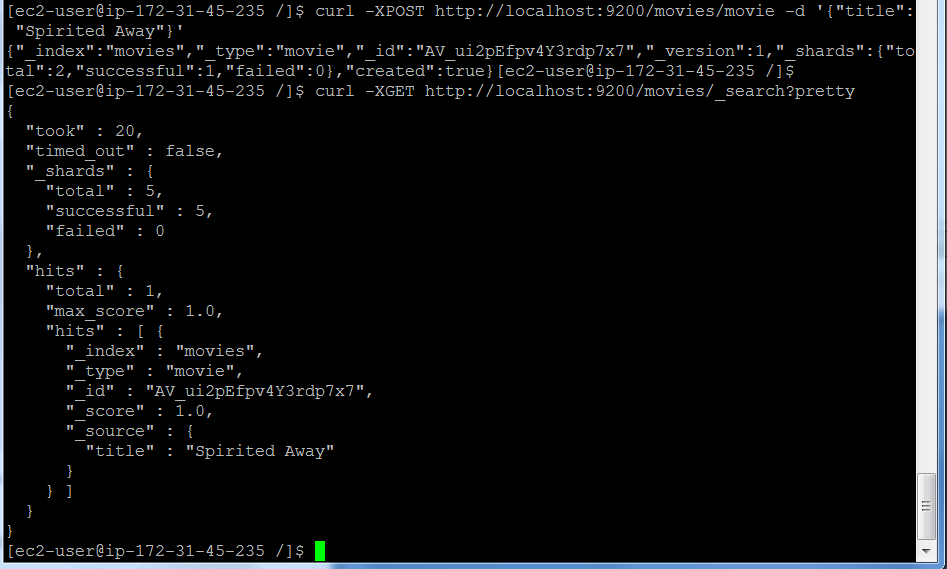 [ec2-user@ip-172-31-45-235 /]$ curl -XPOST http://localhost:9200/movies/movie -d '{"title":
 "Spirited Away"}'
{"_index":"movies","_type":"movie","_id":"AV_ui2pEfpv4Y3rdp7x7","_version":1,"_shards":{"to
tal":2,"successful":1,"failed":0},"created":true}[ec2-user@ip-172-31-45-235 /]$
[ec2-user@ip-172-31-45-235 /]$ curl -XGET http://localhost:9200/movies/_search?pretty
{
  "took" : 20,
  "timed_out" : false,
  "_shards" : {
    "total" : 5,
    "successful" : 5,
    "failed" : 0
  },
  "hits" : {
    "total" : 1,
    "max_score" : 1.0,
    "hits" : [ {
      "_index" : "movies",
      "_type" : "movie",
      "_id" : "AV_ui2pEfpv4Y3rdp7x7",
      "_score" : 1.0,
      "_source" : {
        "title" : "Spirited Away"
      }
    } ]
  }
}
[ec2-user@ip-172-31-45-235 /]$